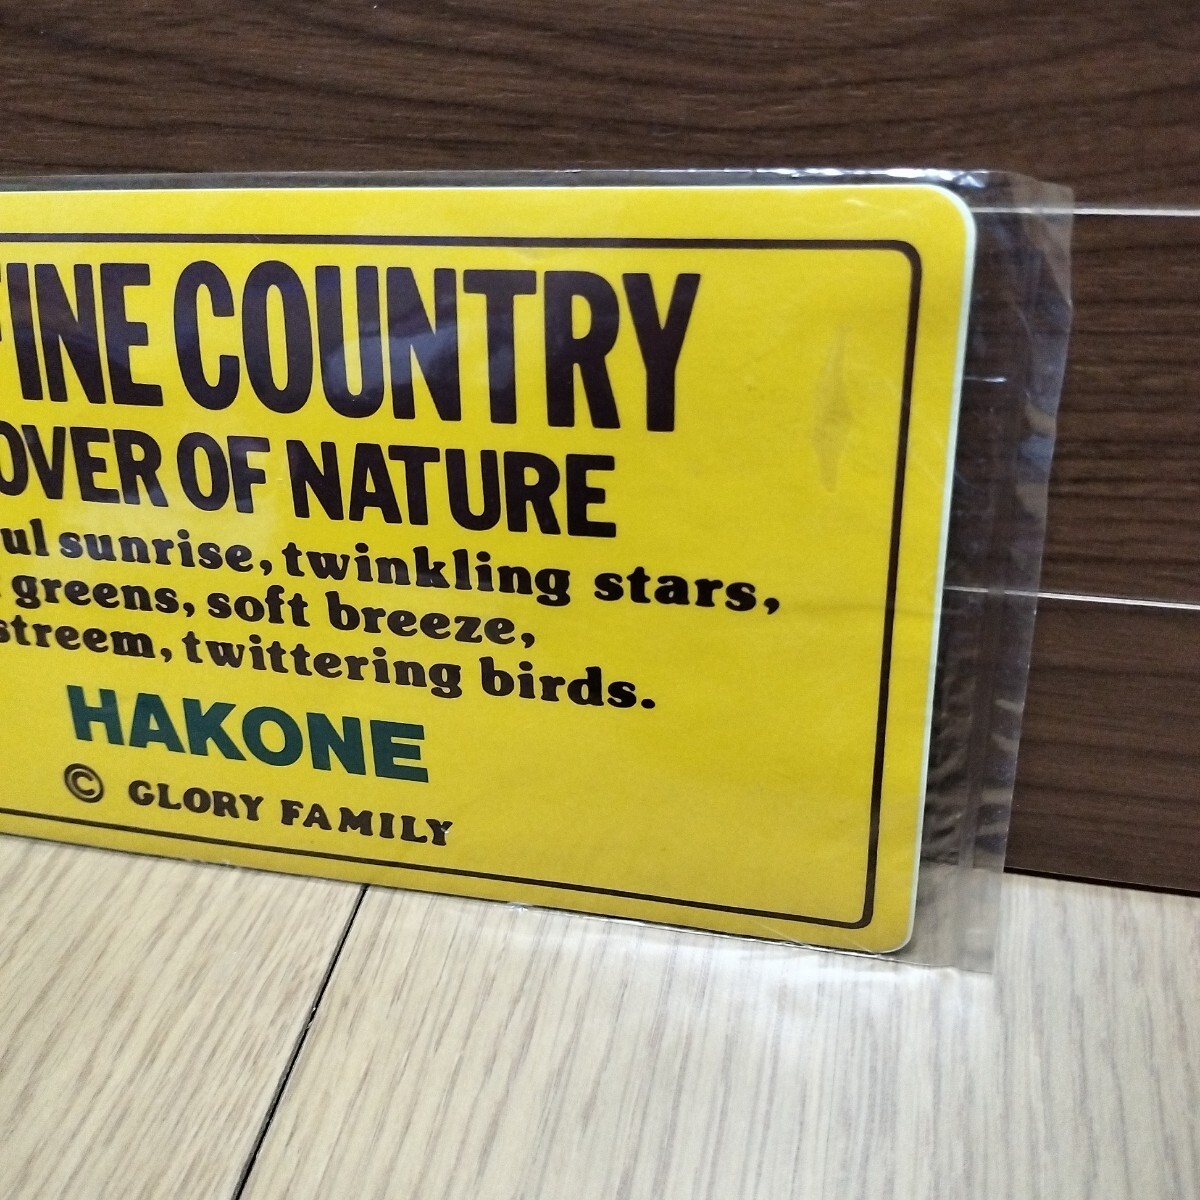 FINE COUNTRY
OVER OF NATURE
ul sunrise, twinkling stars,
greens, soft breeze,
streem, twittering birds.
HAKONE
© GLORY FAMILY